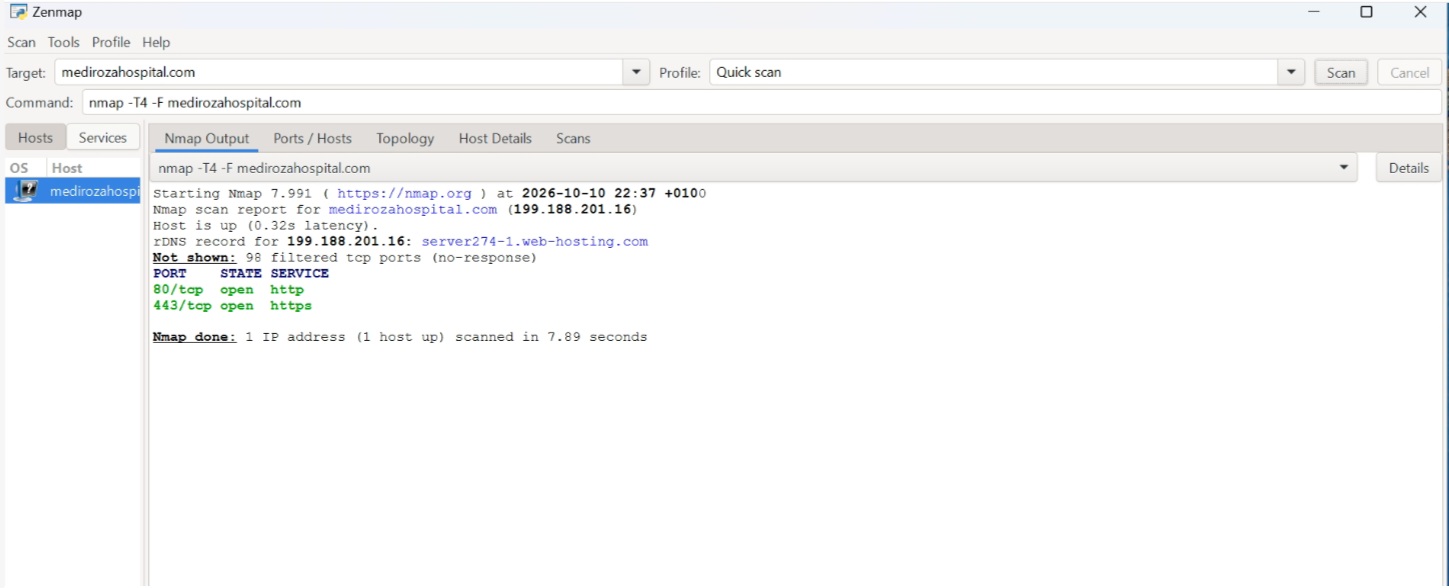 Zenmap
Scan Tools Profile Help
Target: medirozahospital.com Profile: Quick scan Scan Cancel
Command: nmap -T4 -F medirozahospital.com
Hosts Services Nmap Output Ports / Hosts Topology Host Details Scans
OS Host nmap -T4 -F medirozahospital.com Details
medirozahospi
Starting Nmap 7.991 ( https://nmap.org ) at 2026-10-10 22:37 +0100
Nmap scan report for medirozahospital.com (199.188.201.16)
Host is up (0.32s latency).
rDNS record for 199.188.201.16: server274-1.web-hosting.com
Not shown: 98 filtered tcp ports (no-response)
PORT STATE SERVICE
80/tcp open http
443/tcp open https
Nmap done: 1 IP address (1 host up) scanned in 7.89 seconds